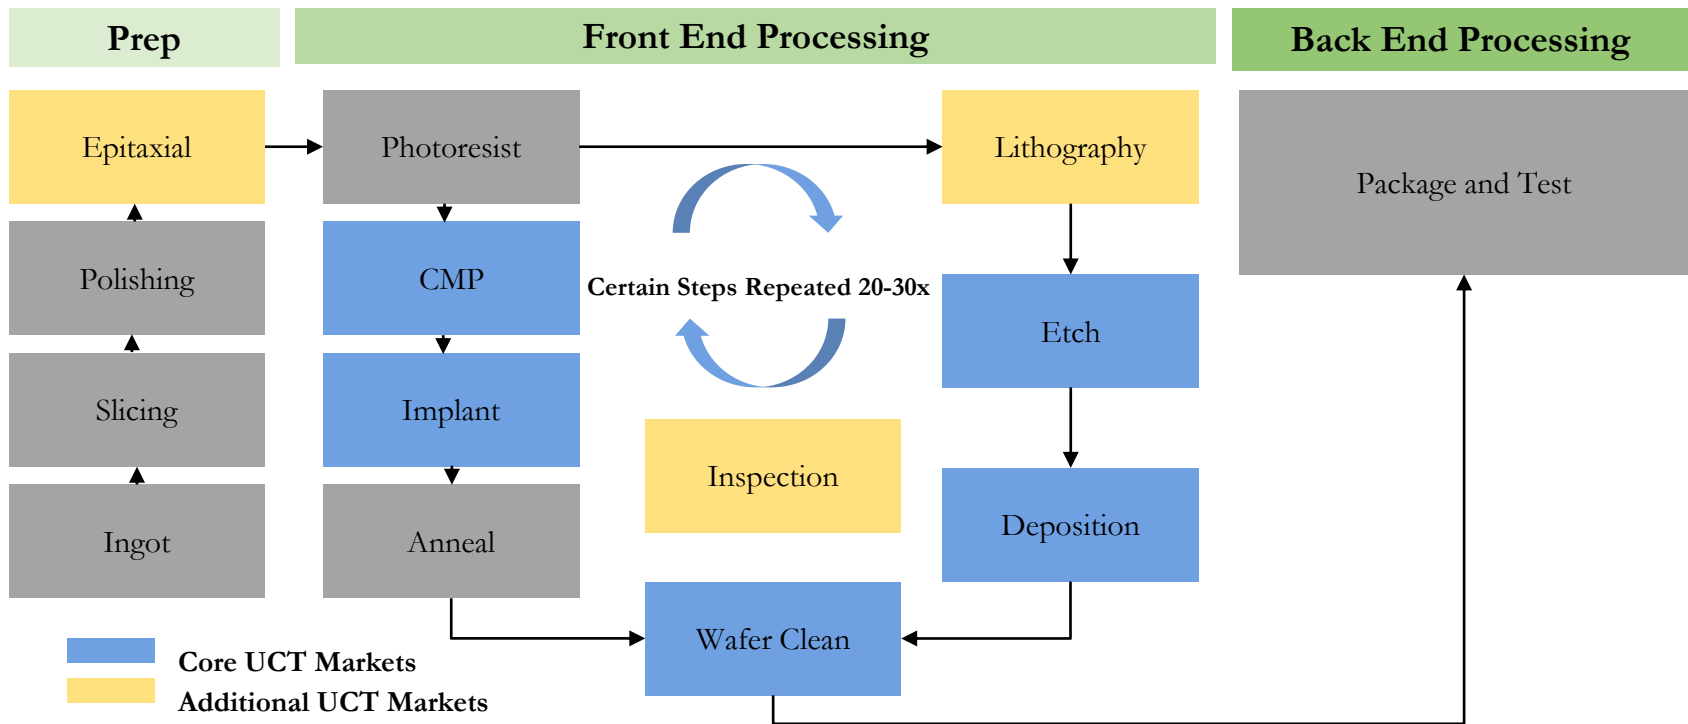 Prep
Front End Processing
Back End Processing
Epitaxial
Photoresist
Lithography
Package and Test
Polishing
CMP
Certain Steps Repeated 20-30x
Etch
Slicing
Implant
Inspection
Deposition
Ingot
Anneal
Wafer Clean
Core UCT Markets
Additional UCT Markets